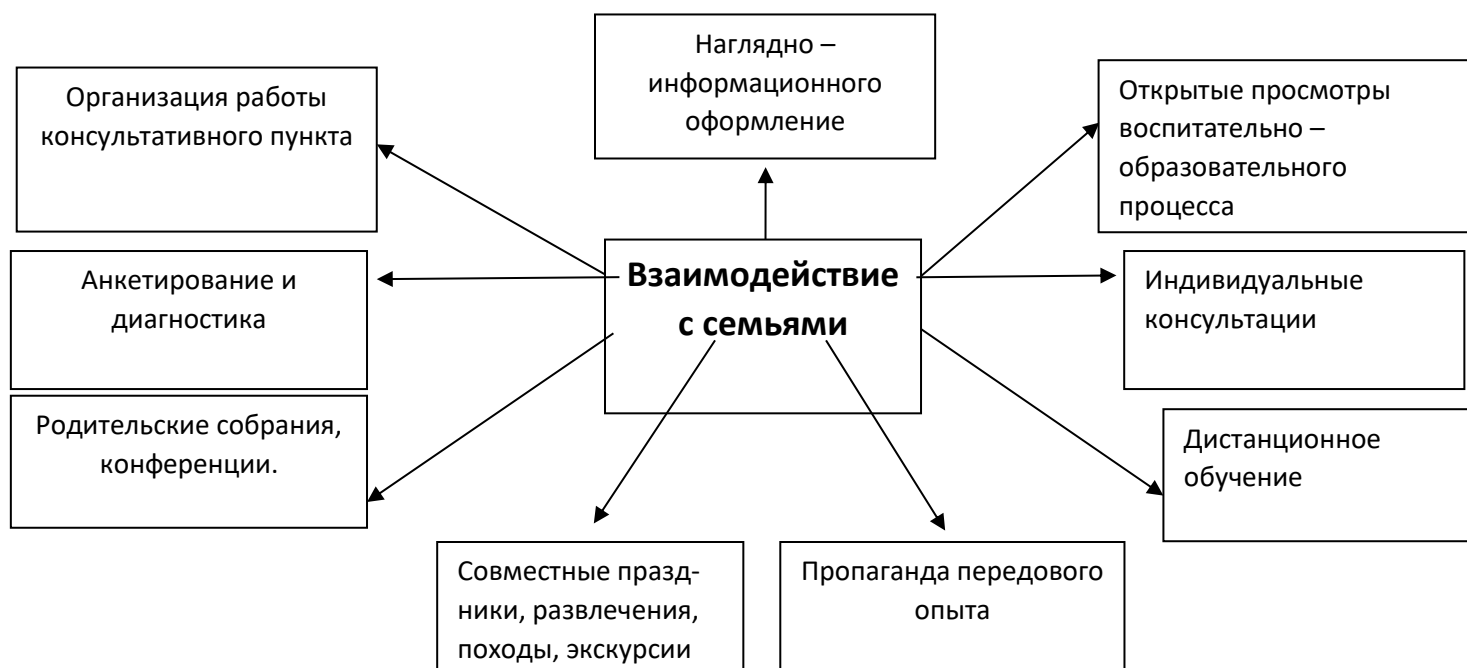 Наглядно –
информационного
оформление
Организация работы
консультативного пункта
Открытые просмотры
воспитательно –
образовательного
процесса
Взаимодействие
с семьями
Анкетирование и
диагностика
Индивидуальные
консультации
Родительские собрания,
конференции.
Дистанционное
обучение
Совместные празд-
ники, развлечения,
походы, экскурсии
Пропаганда передового
опыта